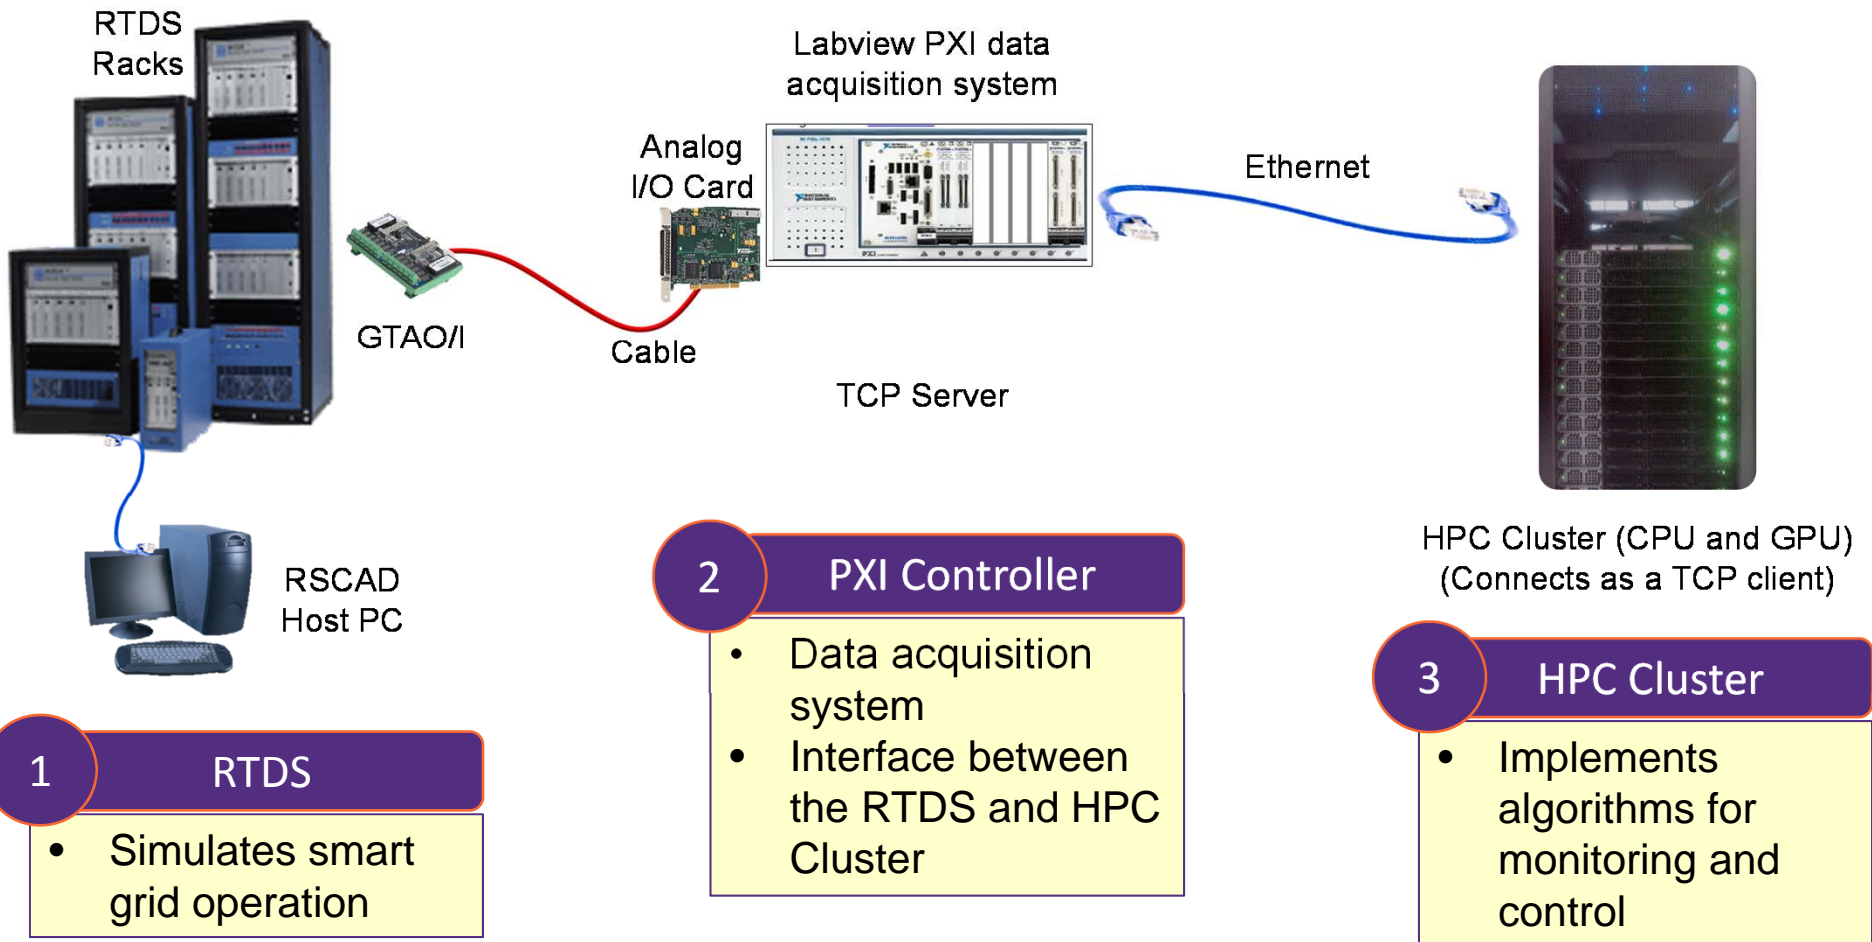 RTDS
Racks
Labview PXI data
acquisition system
Analog
I/O Card
Ethernet
GTAO/I
Cable
TCP Server
RSCAD
Host PC
HPC Cluster (CPU and GPU)
(Connects as a TCP client)
1
RTDS
• Simulates smart
grid operation
2
PXI Controller
• Data acquisition
system
• Interface between
the RTDS and HPC
Cluster
3
HPC Cluster
• Implements
algorithms for
monitoring and
control
PXI